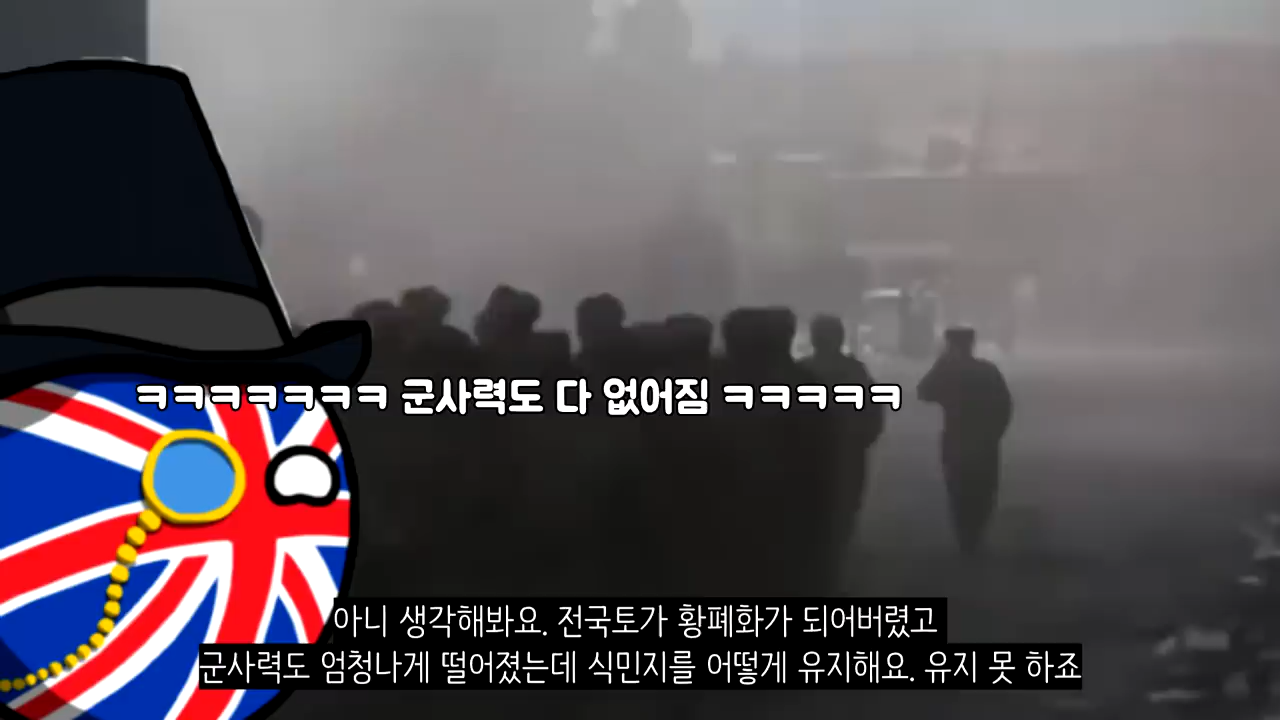 ㅋㅋㅋㅋㅋㅋㅋ 군사력도 다 없어짐 ㅋㅋㅋㅋㅋ
아니 생각해봐요. 전국토가 황폐화가 되어버렸고
군사력도 엄청나게 떨어졌는데 식민지를 어떻게 유지해요. 유지 못 하죠